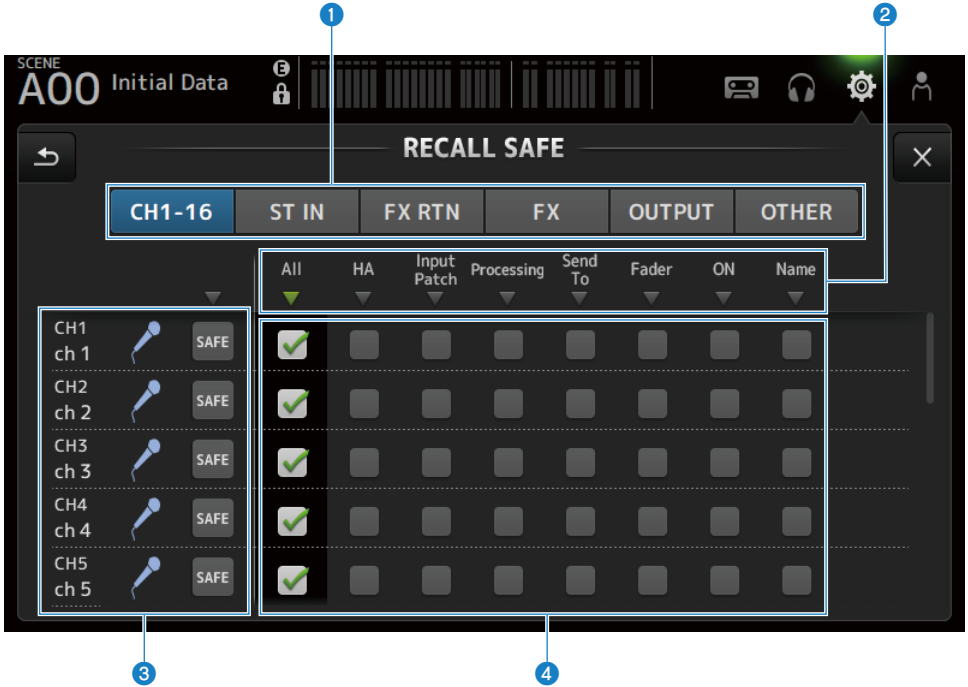 1 2
SCENE
A00 Initial Data E
RECALL SAFE
CH1-16 ST IN FX RTN FX OUTPUT OTHER
All HA Input Patch Processing Send To Fader ON Name
CH1
ch 1 SAFE
CH2
ch 2 SAFE
CH3
ch 3 SAFE
CH4
ch 4 SAFE
CH5
ch 5 SAFE
3 4